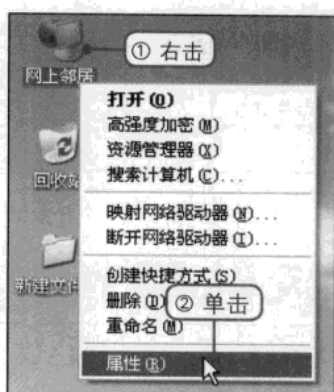 ① 右击
网上邻居
打开(O)
高强度加密(M)
资源管理器(X)
搜索计算机(C)...
回收站
映射网络驱动器(N)...
断开网络驱动器(I)...
新建文件
创建快捷方式(S)
删除(D)
② 单击
重命名(M)
属性(R)